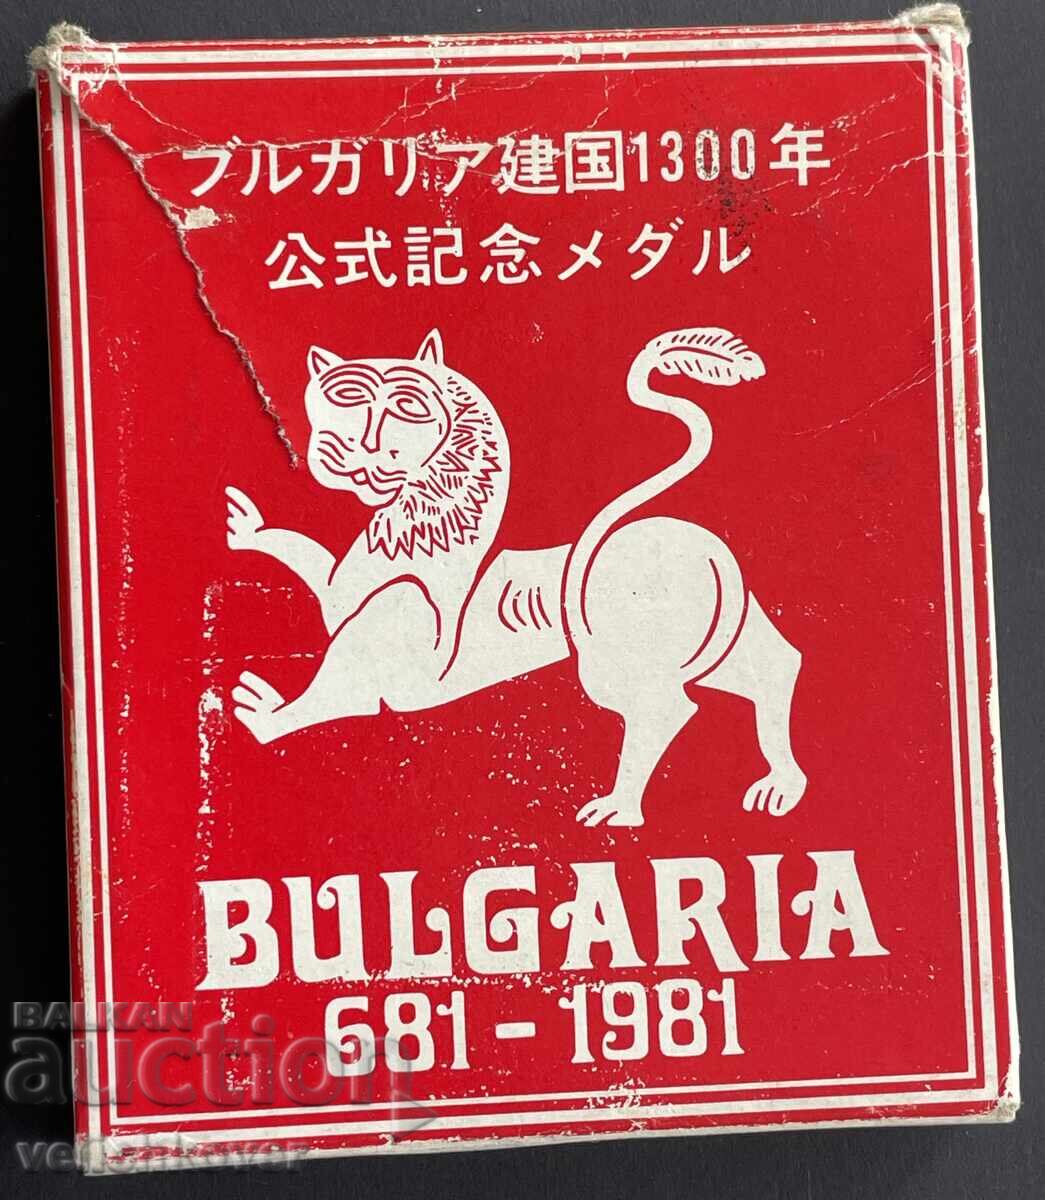 ブルガリア建国1300年
公式記念メダル
BULGARIA
681-1981
BALKAN
auction
velianhkover